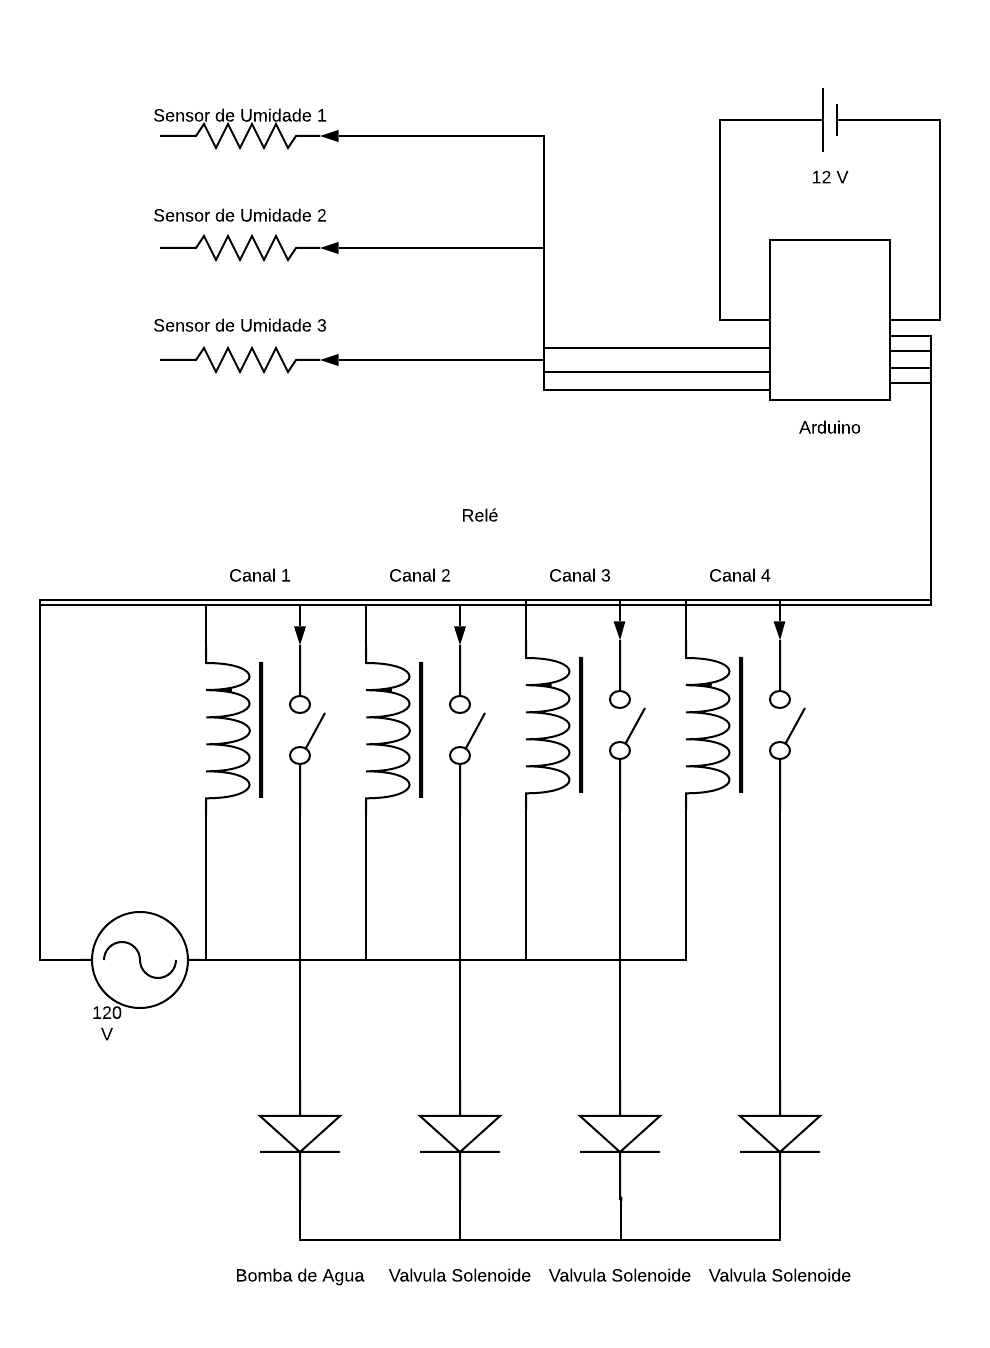 Sensor de Umidade 1
12 V
Sensor de Umidade 2
Sensor de Umidade 3
Arduino
Relé
Canal 1
Canal 2
Canal 3
Canal 4
120
V
Bomba de Agua
Valvula Solenoide
Valvula Solenoide
Valvula Solenoide